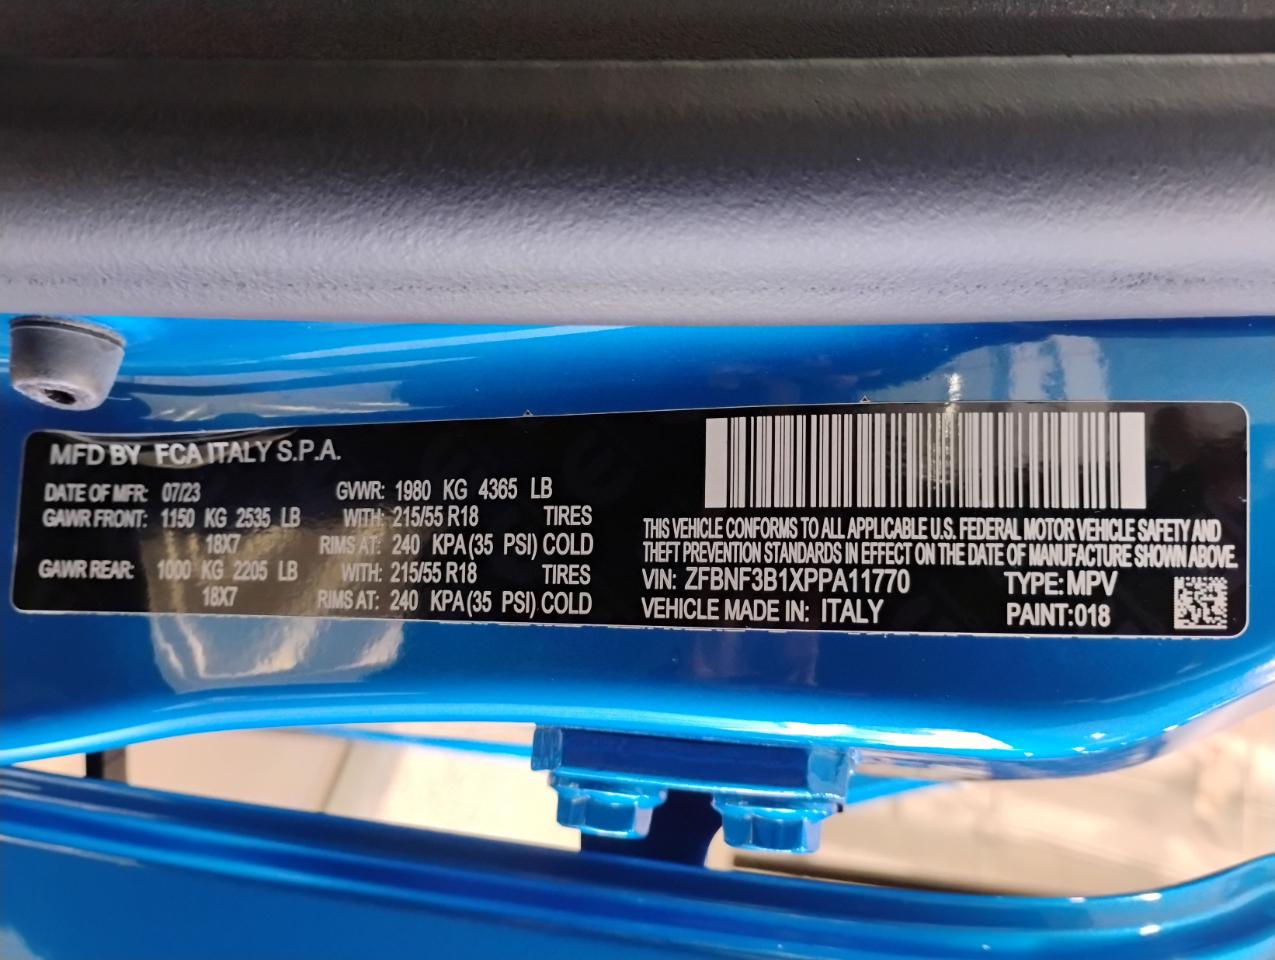 MFD BY FCA ITALY S.P.A.
DATE OF MFR: 07/23 GVWR: 1980 KG 4365 LB
GAWR FRONT: 1150 KG 2535 LB WITH: 215/55 R18 TIRES
18X7 RIMS AT: 240 KPA(35 PSI) COLD
GAWR REAR: 1000 KG 2205 LB WITH: 215/55 R18 TIRES
18X7 RIMS AT: 240 KPA(35 PSI) COLD
THIS VEHICLE CONFORMS TO ALL APPLICABLE U.S. FEDERAL MOTOR VEHICLE SAFETY AND
THEFT PREVENTION STANDARDS IN EFFECT ON THE DATE OF MANUFACTURE SHOWN ABOVE.
VIN: ZFBNF3B1XPPA11770 TYPE: MPV
VEHICLE MADE IN: ITALY PAINT:018